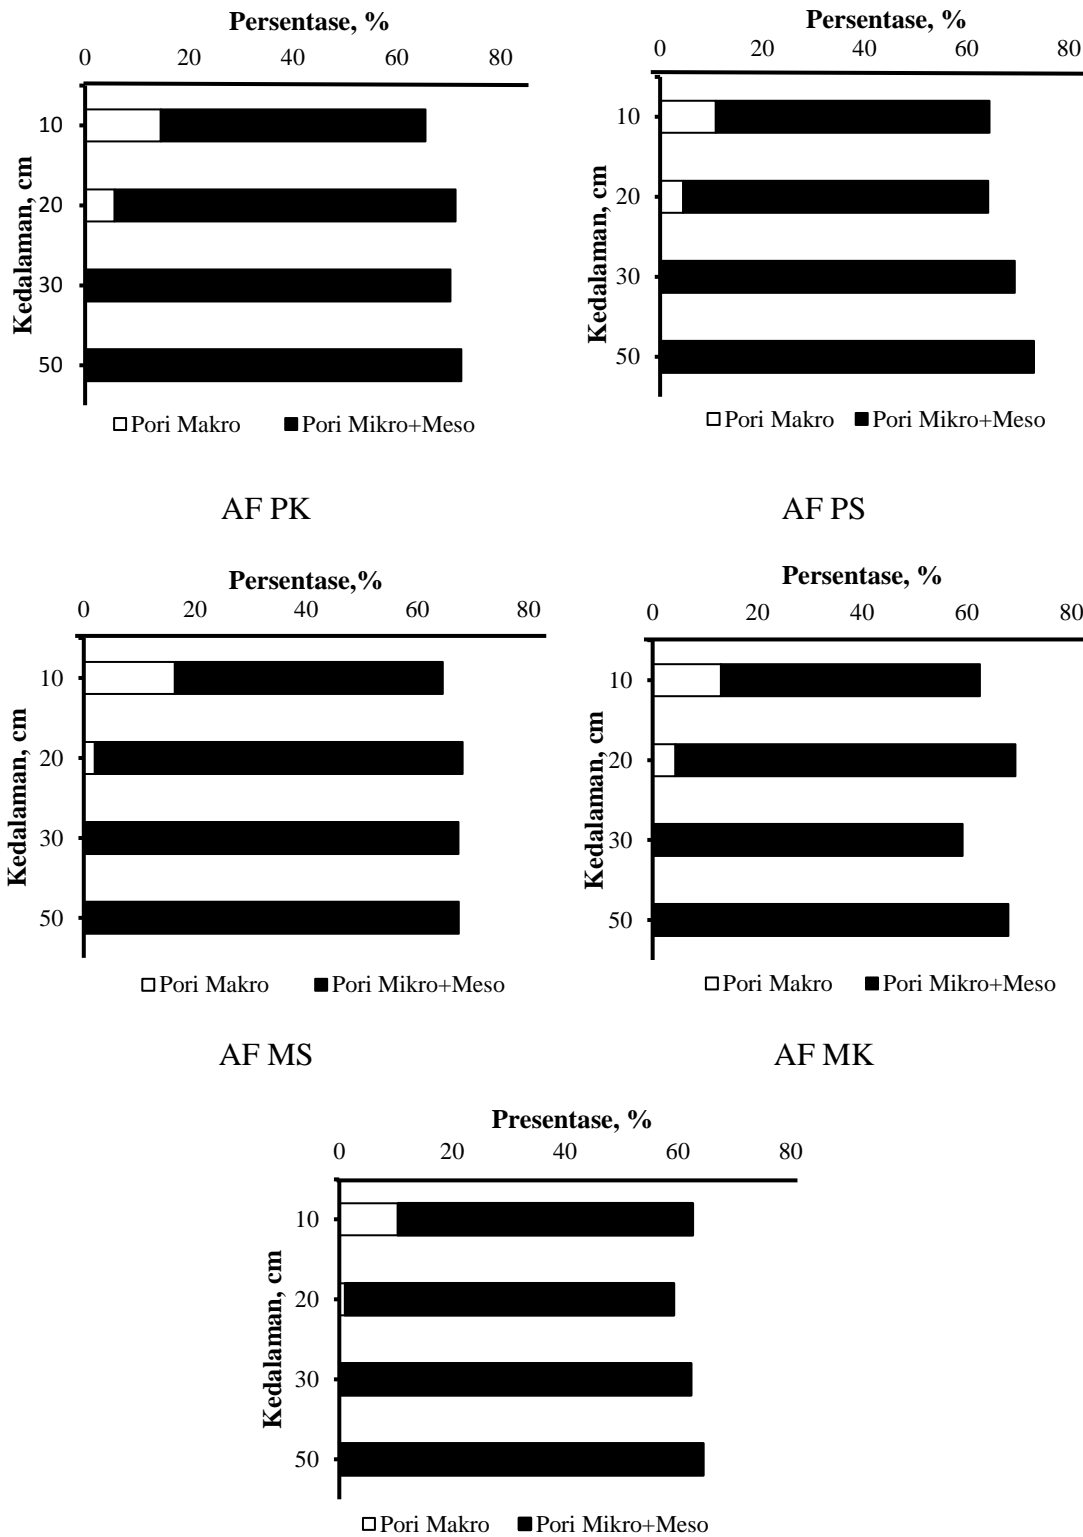 Persentase, %
0 20 40 60 80
Kedalaman, cm
10
20
30
50
Pori Makro Pori Mikro+Meso
AF PK
Persentase, %
0 20 40 60 80
Kedalaman, cm
10
20
30
50
Pori Makro Pori Mikro+Meso
AF PS
Persentase,%
0 20 40 60 80
Kedalaman, cm
10
20
30
50
Pori Makro Pori Mikro+Meso
AF MS
Persentase, %
0 20 40 60 80
Kedalaman, cm
10
20
30
50
Pori Makro Pori Mikro+Meso
AF MK
Presentase, %
0 20 40 60 80
Kedalaman, cm
10
20
30
50
Pori Makro Pori Mikro+Meso